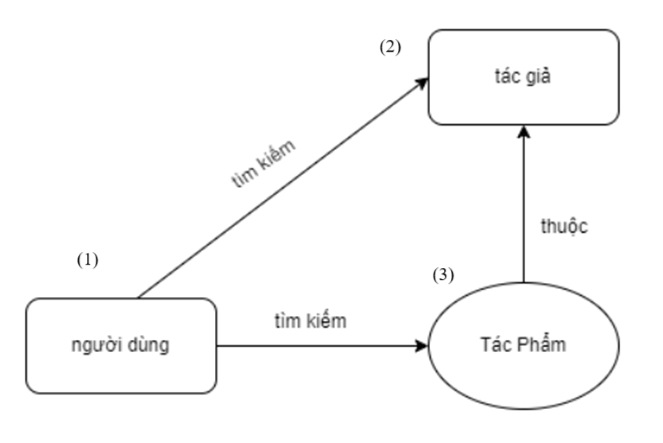 (2)
tác giả
tìm kiếm
thuộc
(1)
(3)
người dùng
tìm kiếm
Tác Phẩm